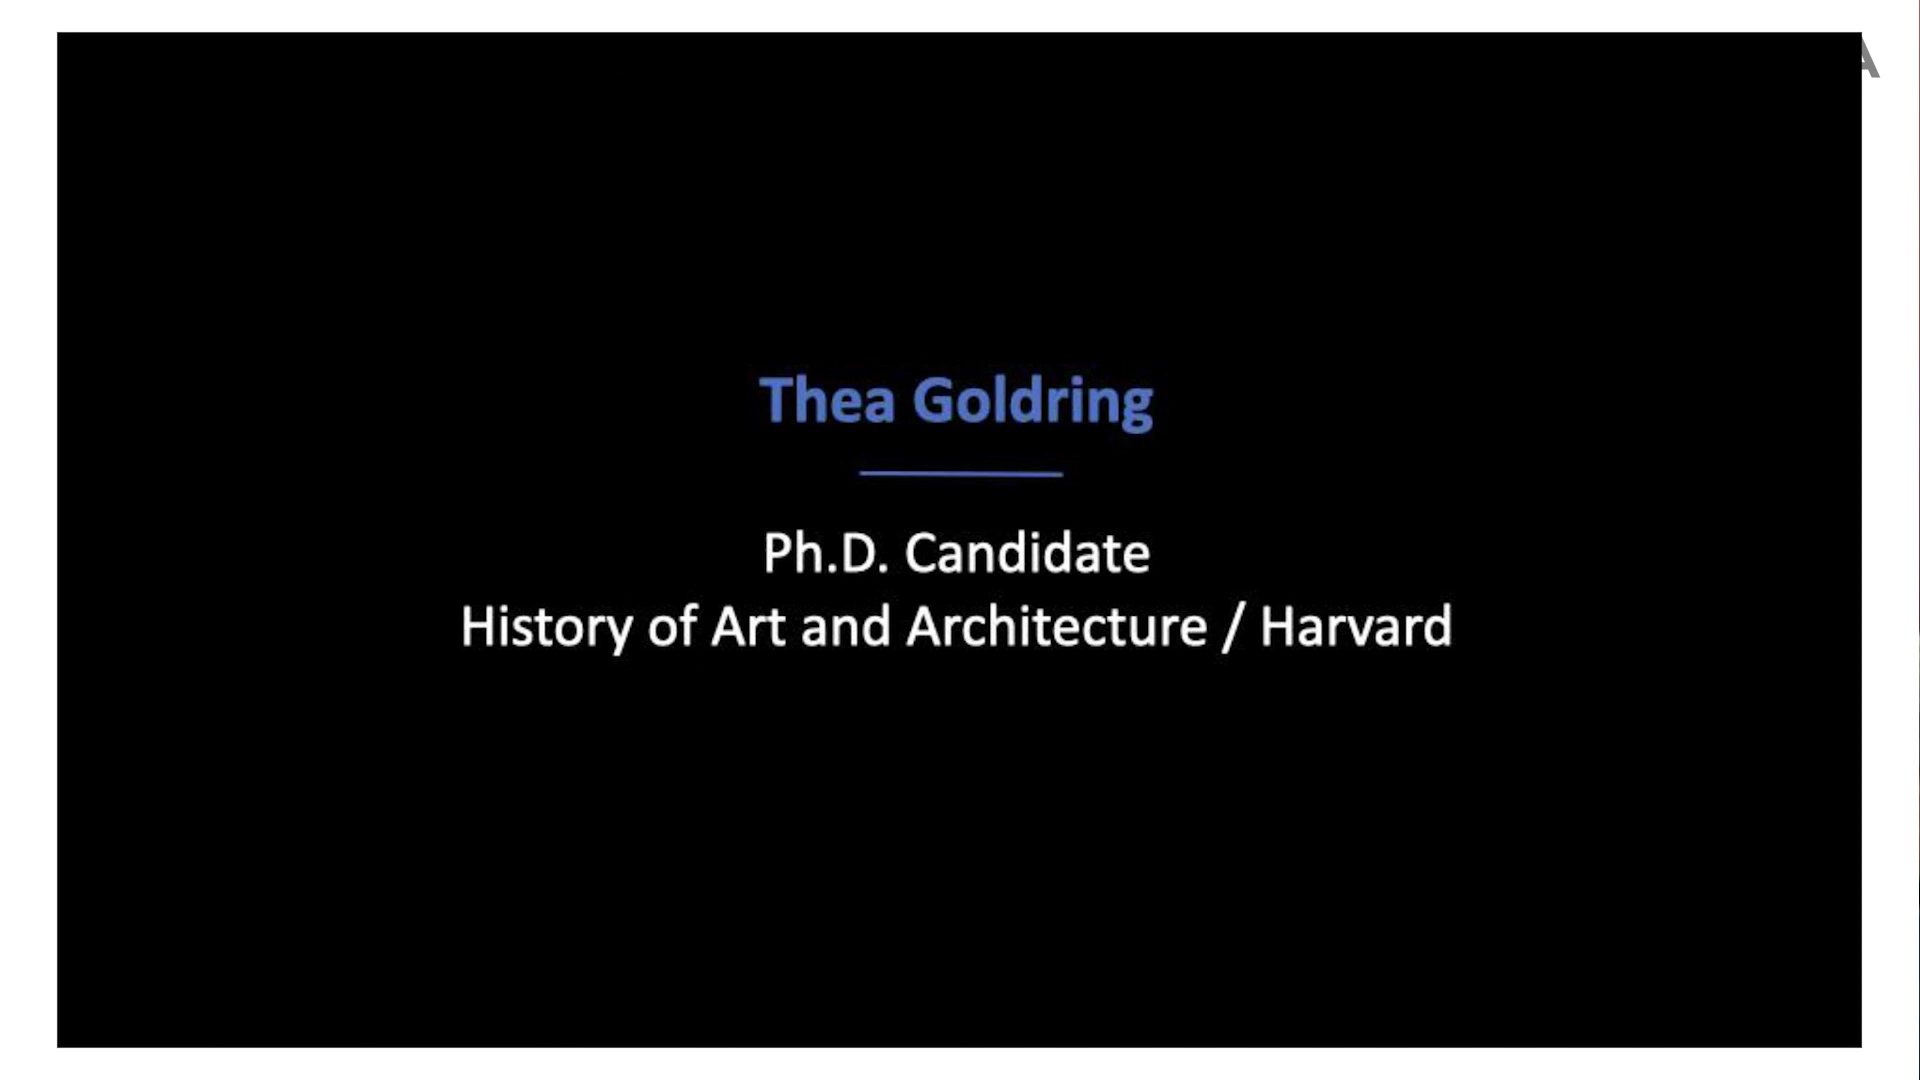 Thea Goldring
Ph.D. Candidate
History of Art and Architecture / Harvard